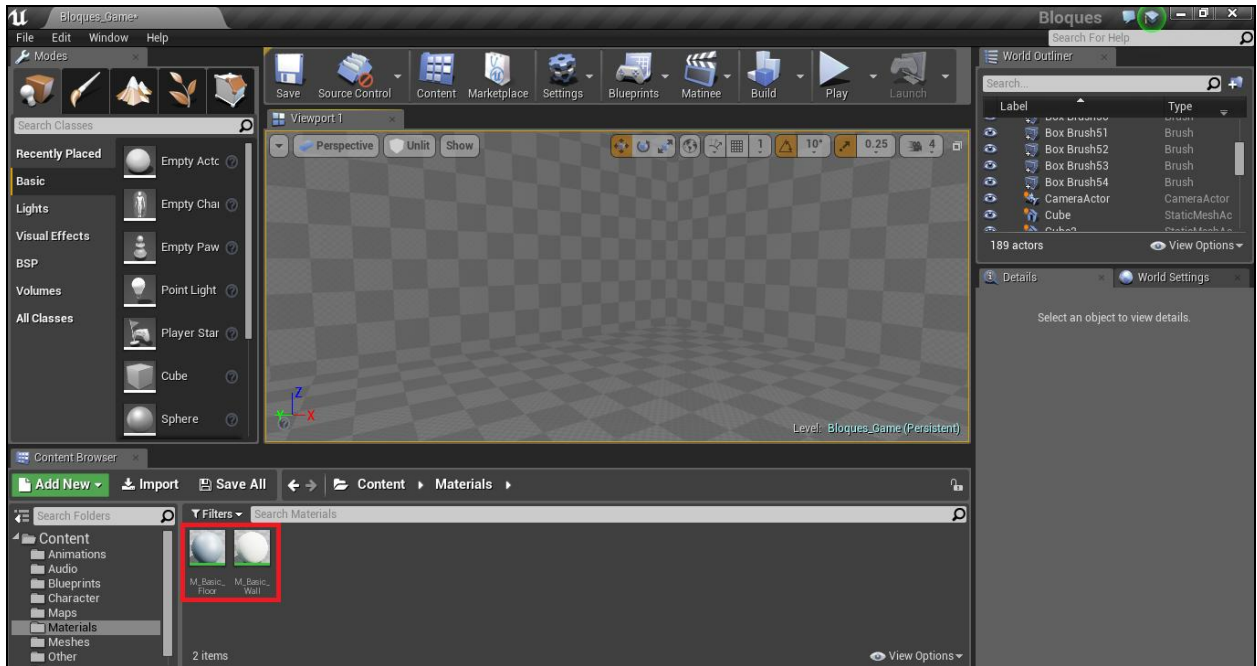 Bloques_Game•
Bloques
File Edit Window Help
Search For Help
Modes
Search Classes
Recently Placed
Basic
Lights
Visual Effects
BSP
Volumes
All Classes
Empty Acto
Empty Char
Empty Paw
Point Light
Player Star
Cube
Sphere
Save Source Control Content Marketplace Settings Blueprints Matinee Build Play Launch
Viewport 1
Perspective Unlit Show
1 10° 0.25 4
Z
Y X
Level: Bloques_Game (Persistent)
World Outliner
Search...
Label Type
Box Brush51 Brush
Box Brush52 Brush
Box Brush53 Brush
Box Brush54 Brush
CameraActor CameraActor
Cube StaticMeshAc
189 actors View Options
Details World Settings
Select an object to view details.
Content Browser
Add New Import Save All Content Materials
Search Folders
Content
Animations
Audio
Blueprints
Character
Maps
Materials
Meshes
Other
Filters Search Materials
M_Basic_ M_Basic_
Floor Wall
2 items View Options